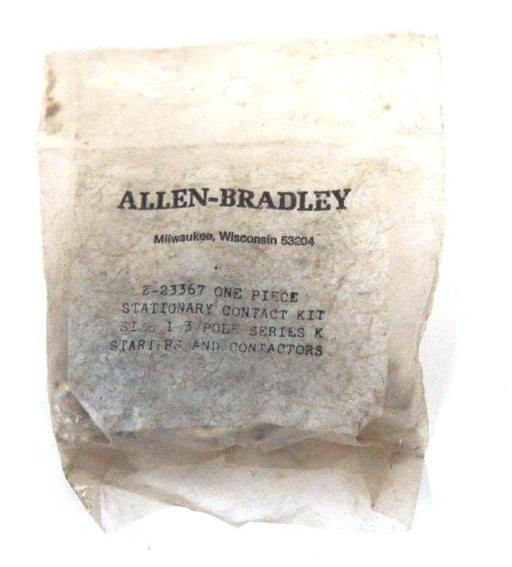 ALLEN-BRADLEY
Milwaukee, Wisconsin 53204
Z-23367 ONE PIECE
STATIONARY CONTACT KIT
SIZE 1 3 POLE SERIES K
STARTERS AND CONTACTORS